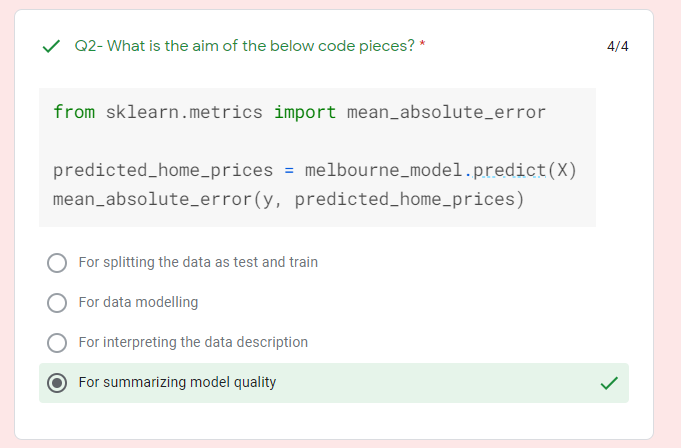 Q2- What is the aim of the below code pieces? *
4/4
from sklearn.metrics import mean_absolute_error
predicted_home_prices = melbourne_model.predict(X)
mean_absolute_error(y, predicted_home_prices)
For splitting the data as test and train
For data modelling
For interpreting the data description
For summarizing model quality